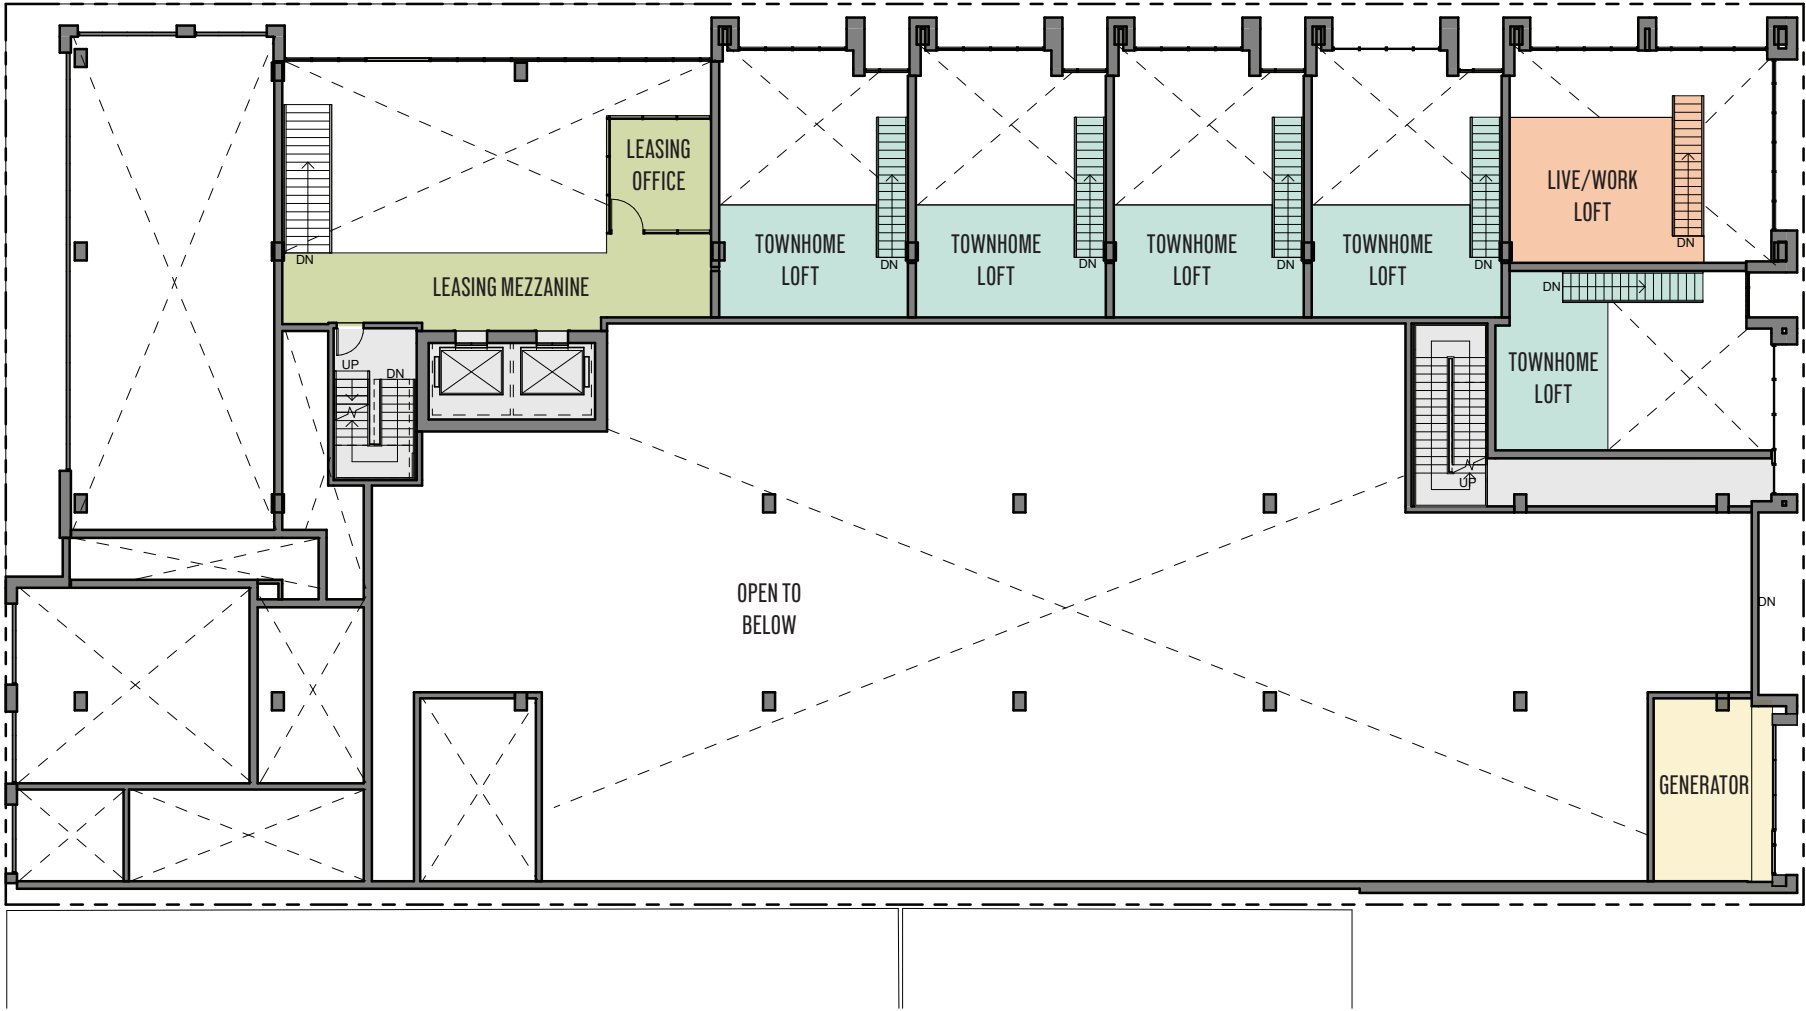 LEASING
OFFICE
LIVE/WORK
LOFT
DN
DN
LEASING MEZZANINE
TOWNHOME
LOFT
DN
TOWNHOME
LOFT
DN
TOWNHOME
LOFT
DN
TOWNHOME
LOFT
DN
DN
UP
DN
TOWNHOME
LOFT
UP
OPEN TO
BELOW
DN
GENERATOR